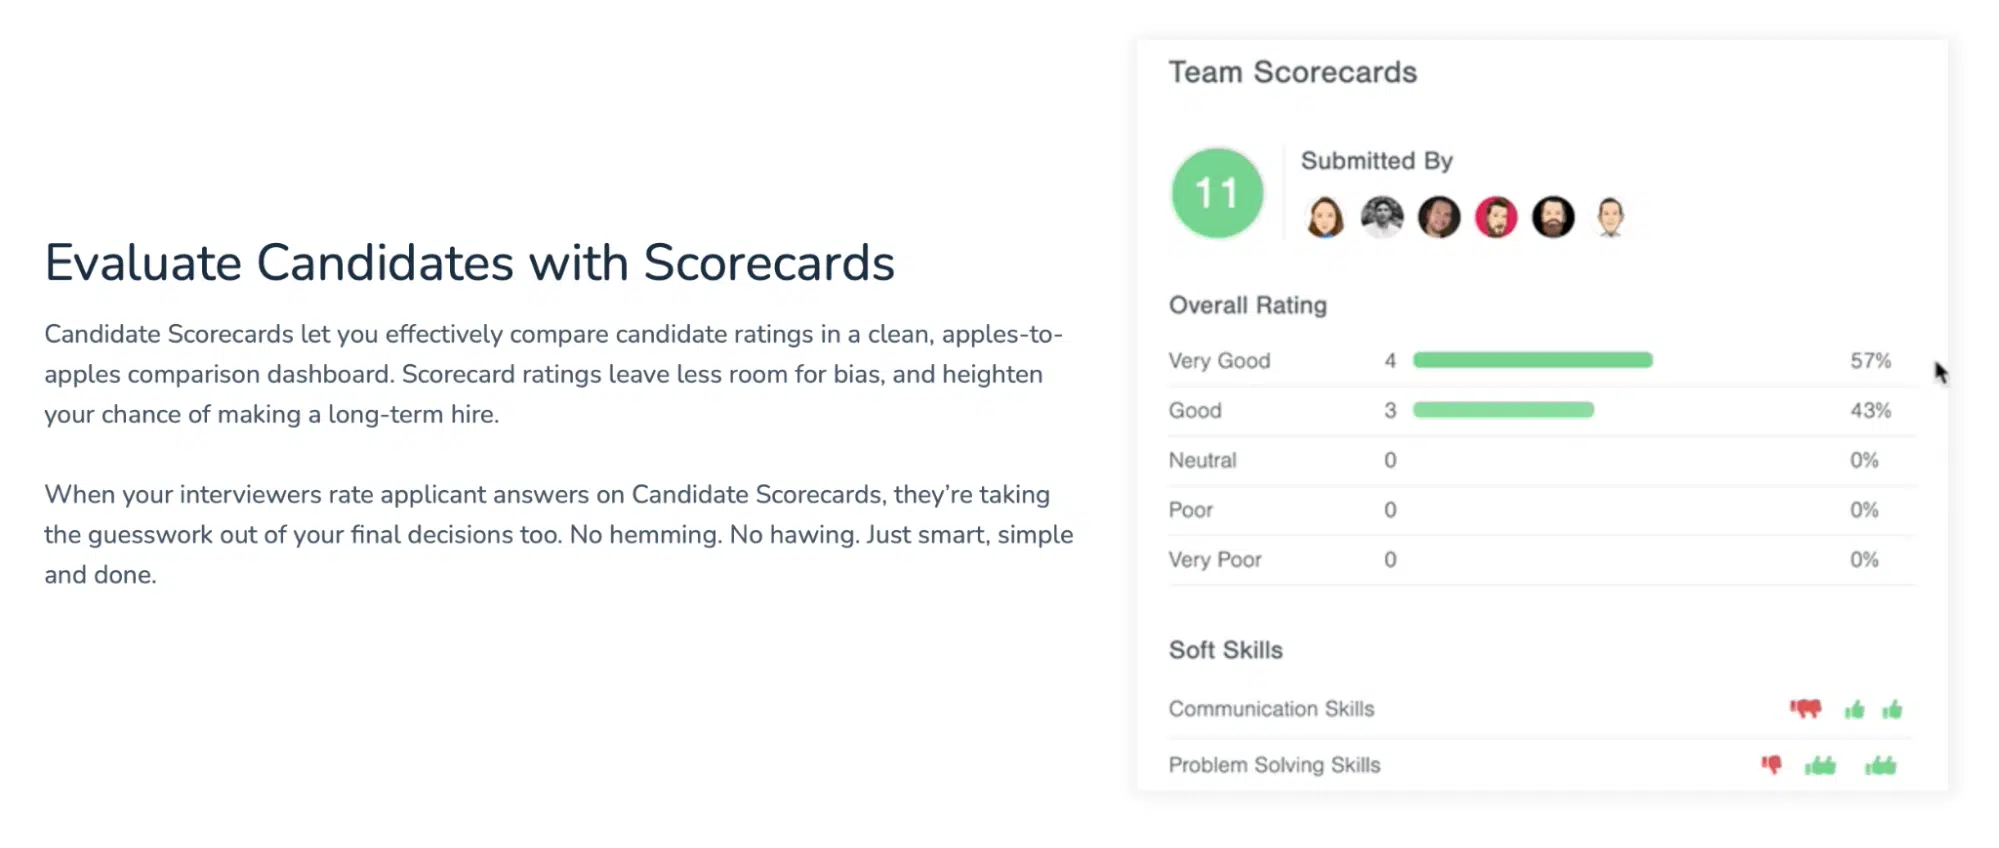 Evaluate Candidates with Scorecards
Candidate Scorecards let you effectively compare candidate ratings in a clean, apples-to-
apples comparison dashboard. Scorecard ratings leave less room for bias, and heighten
your chance of making a long-term hire.
When your interviewers rate applicant answers on Candidate Scorecards, they’re taking
the guesswork out of your final decisions too. No hemming. No hawing. Just smart, simple
and done.
Team Scorecards
11
Submitted By
Overall Rating
Very Good 4 57%
Good 3 43%
Neutral 0 0%
Poor 0 0%
Very Poor 0 0%
Soft Skills
Communication Skills
Problem Solving Skills